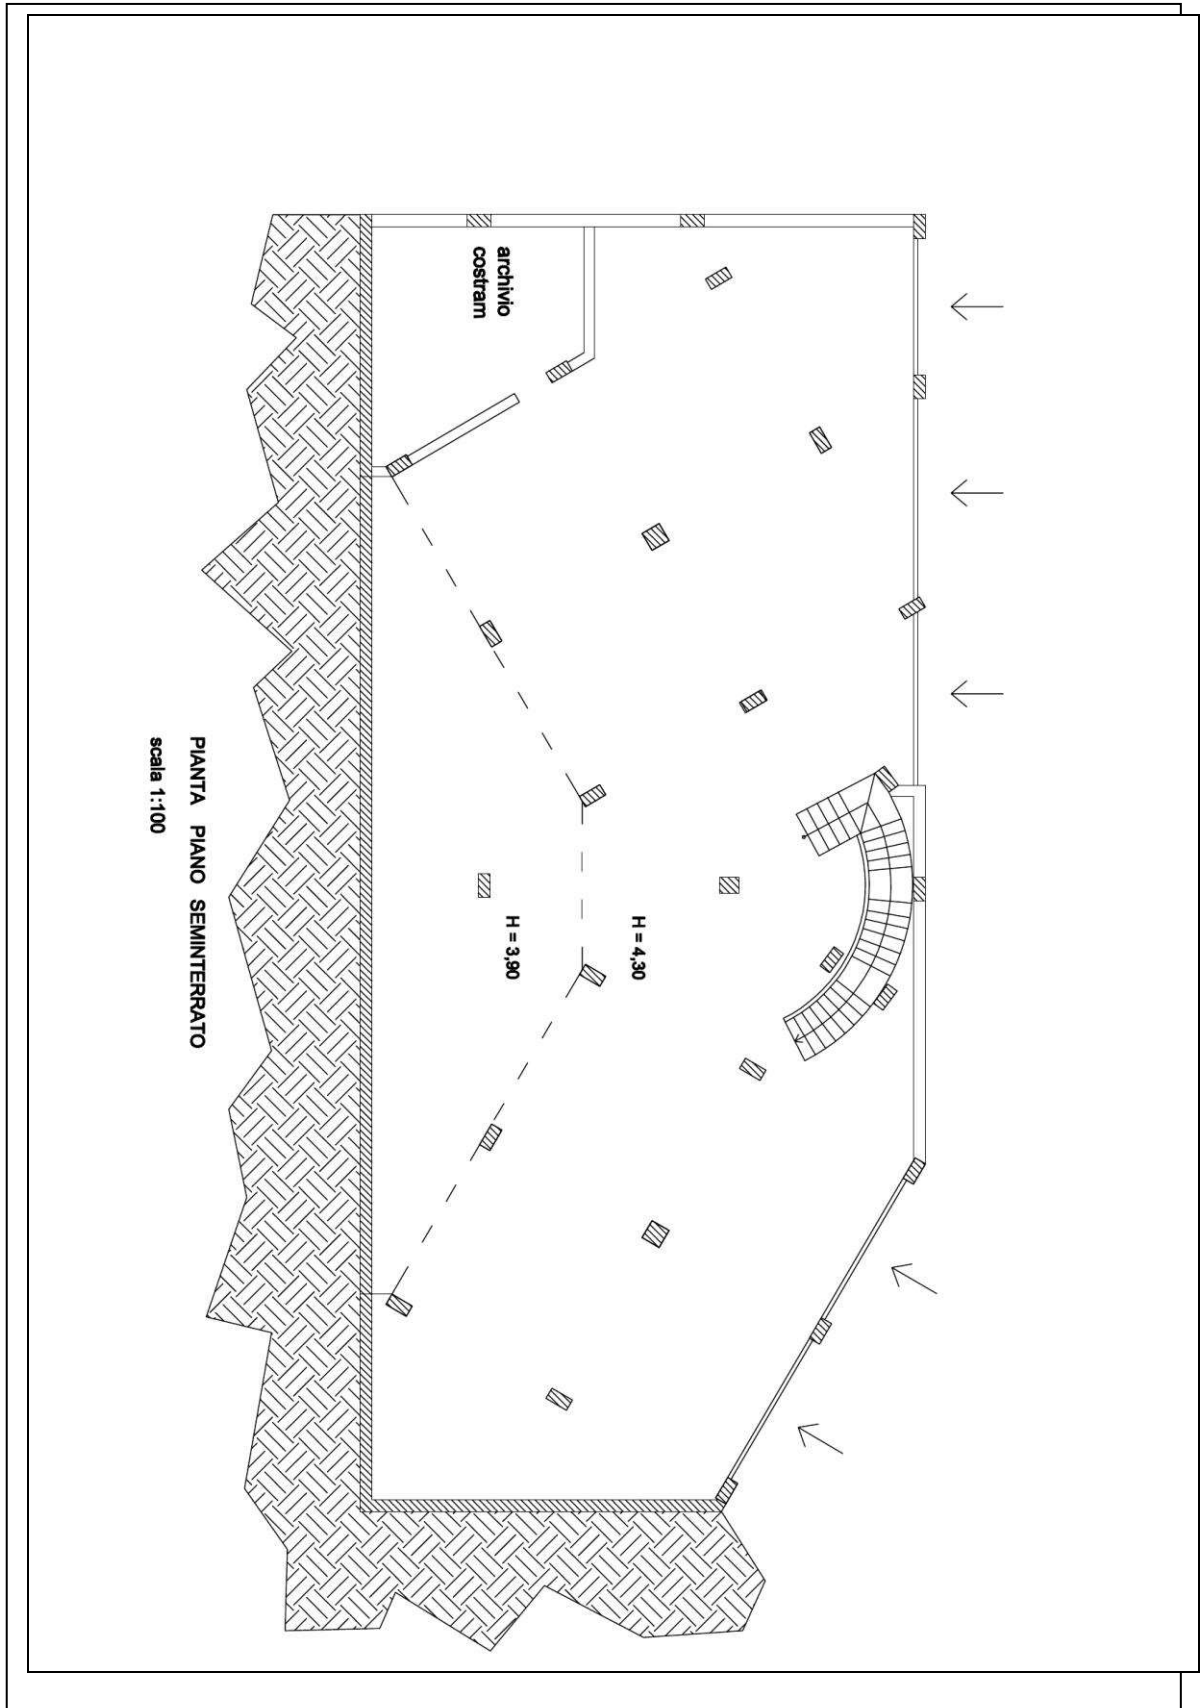 archivio
costram
H = 4,30
H = 3,90
PIANTA PIANO SEMINTERRATO
scala 1:100